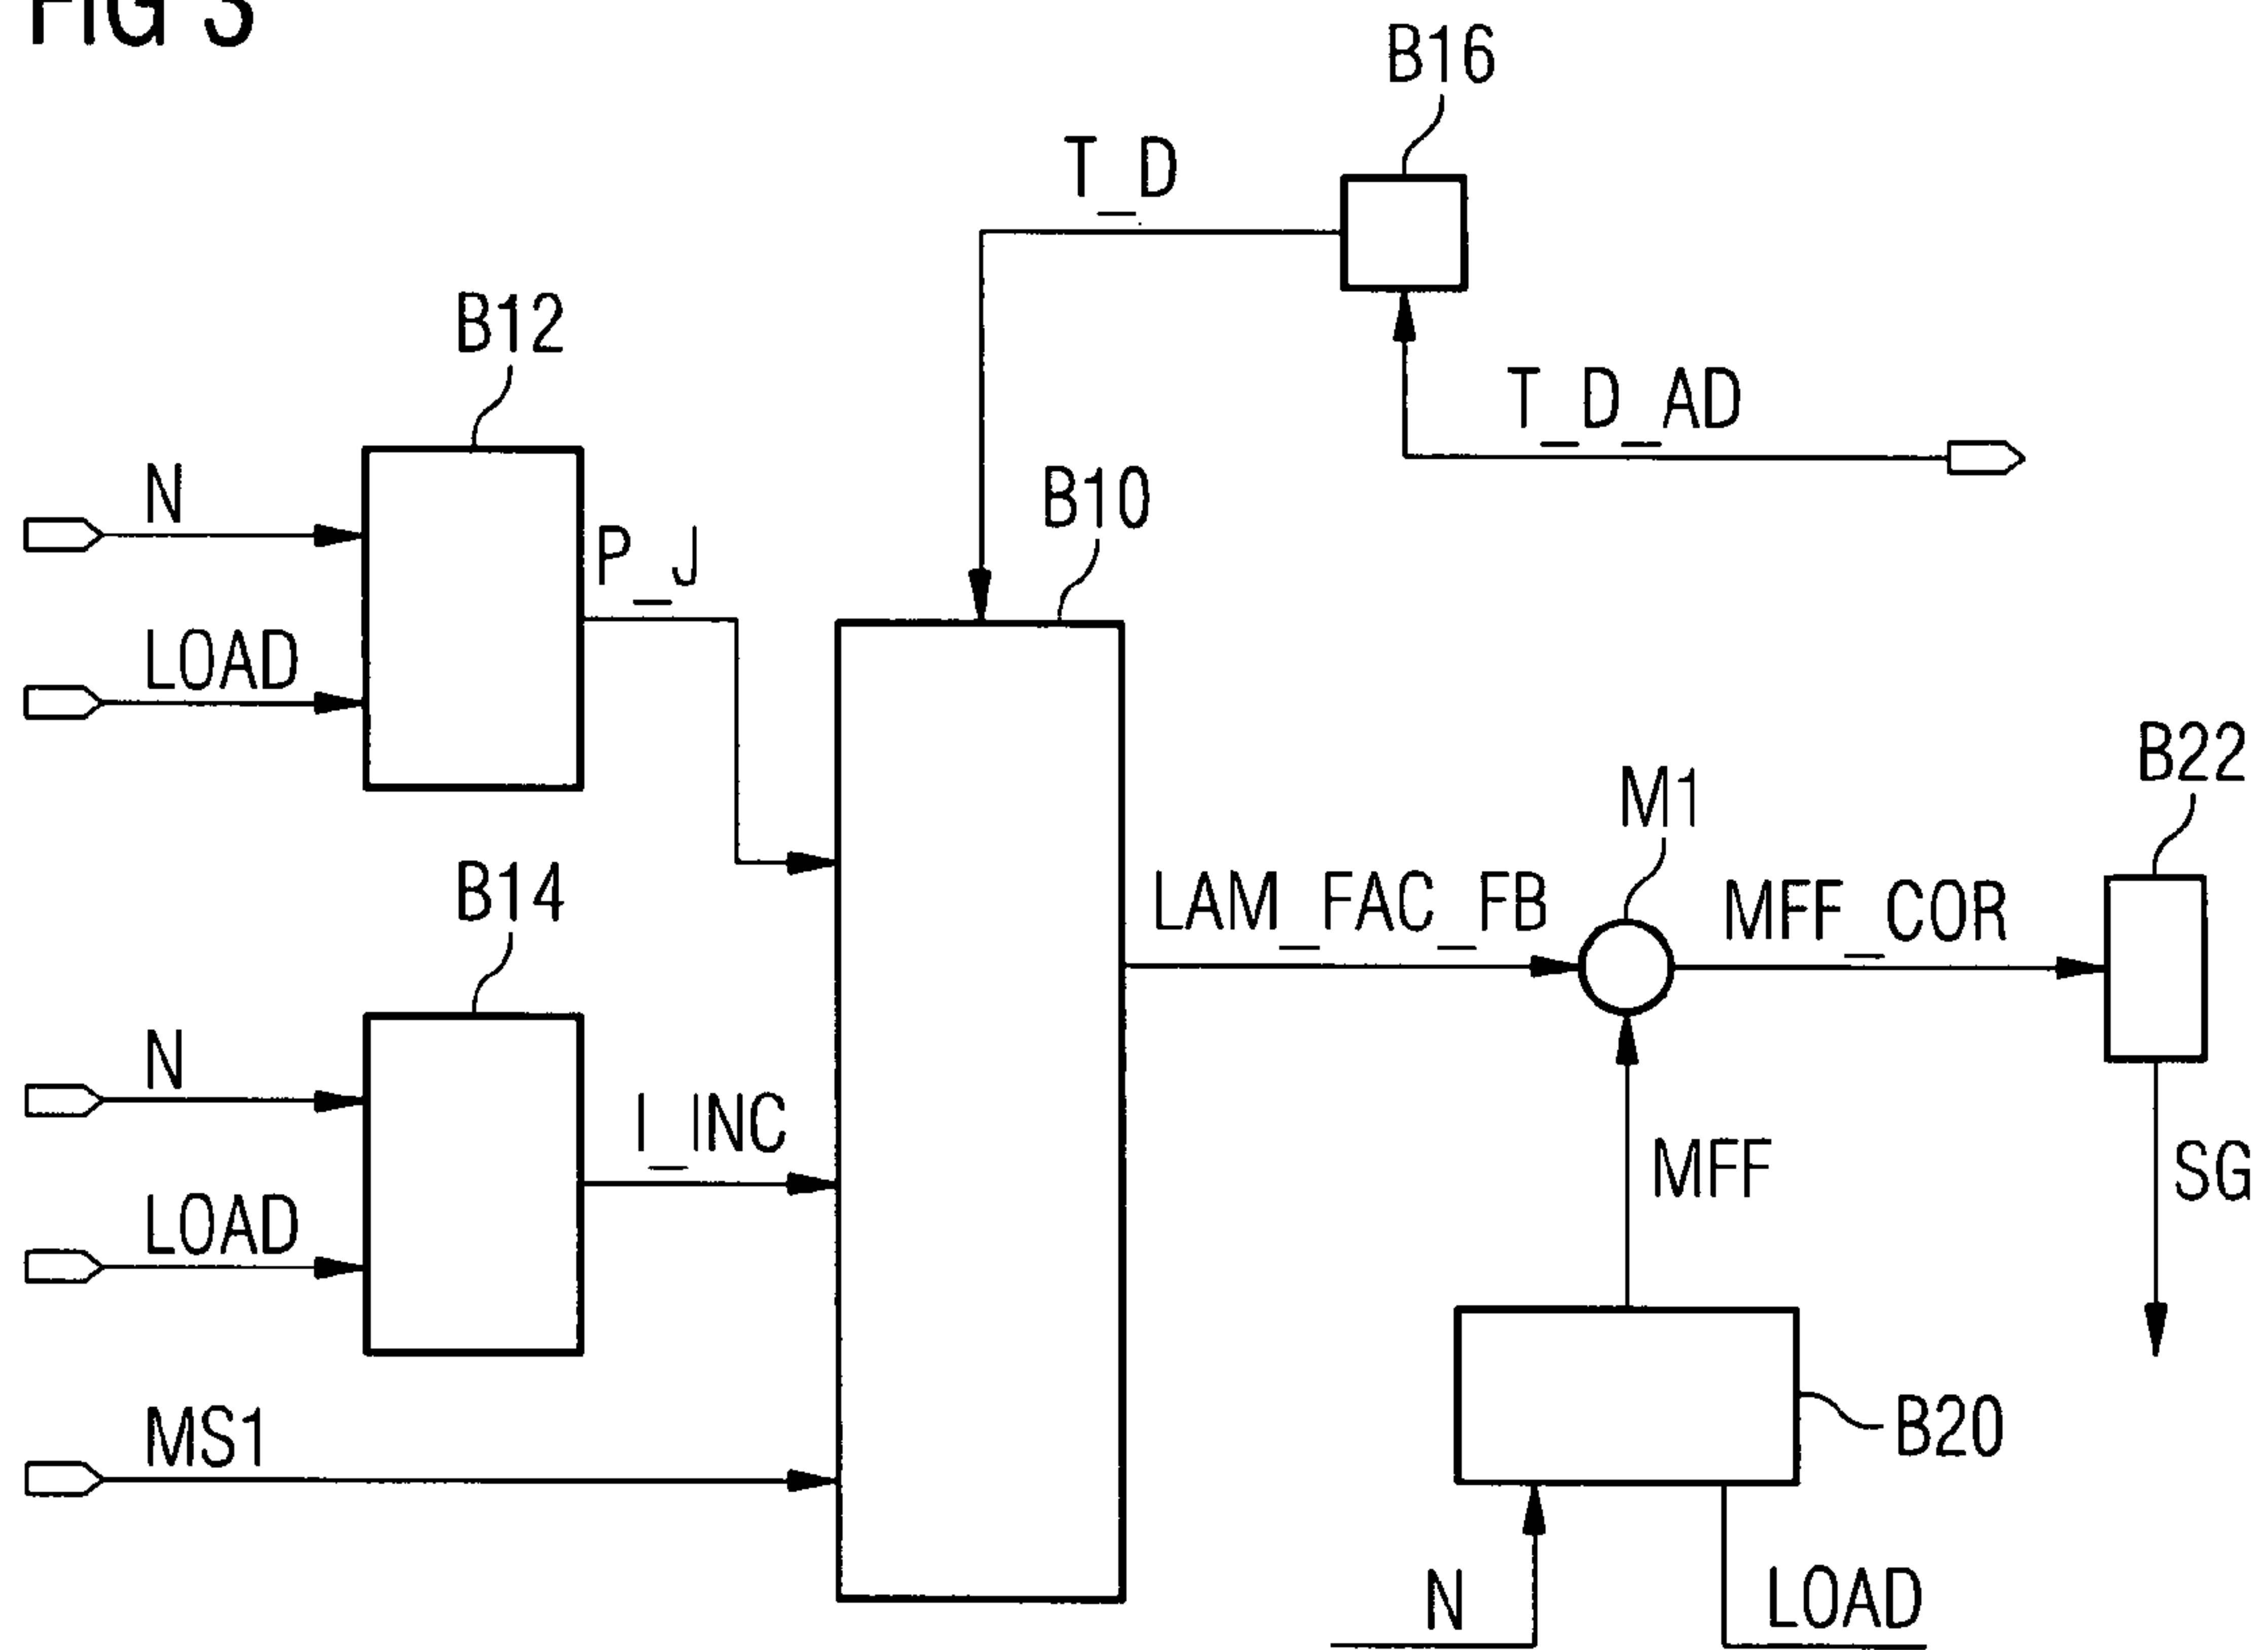 FIG 3
B16
T_D
B12
T_D_AD
N
B10
P_J
LOAD
B22
M1
B14
LAM_FAC_FB
MFF_COR
N
I_INC
MFF
SG
LOAD
B20
MS1
N
LOAD